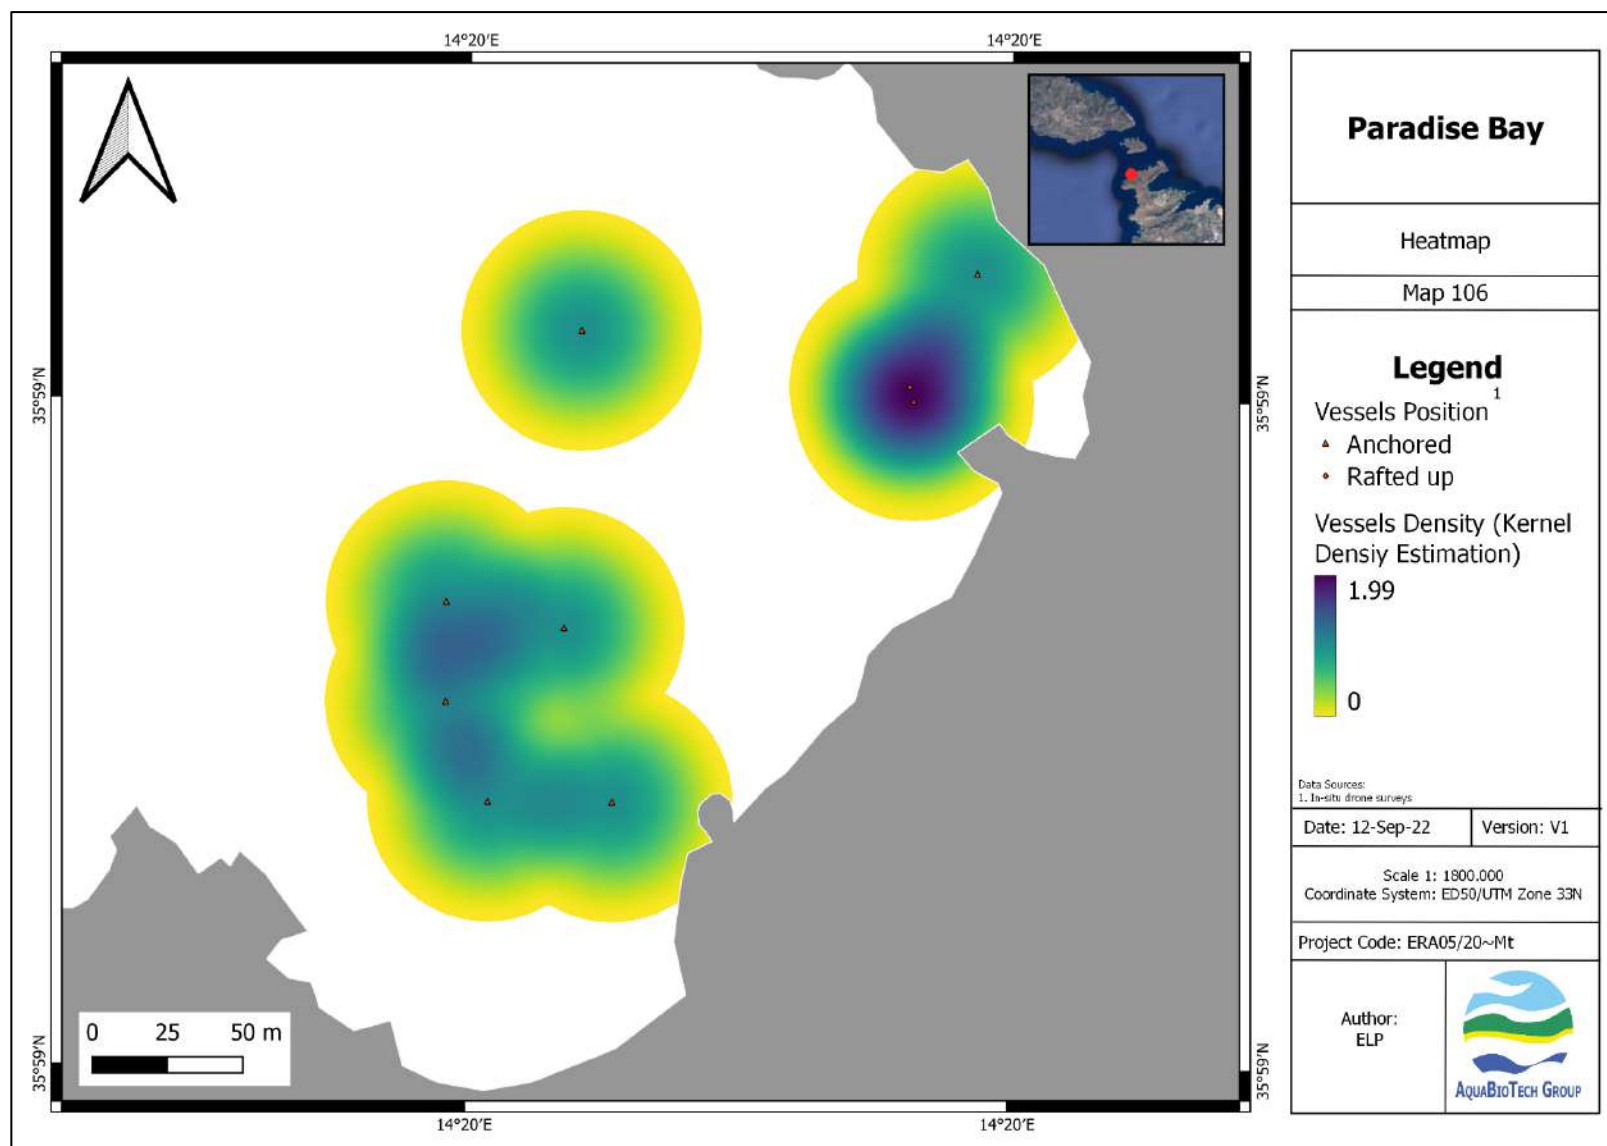 14°20'E
14°20'E
35°59'N
35°59'N
35°59'N
35°59'N
0 25 50 m
14°20'E
14°20'E
Paradise Bay
Heatmap
Map 106
Legend
Vessels Position 1
Anchored
Rafted up
Vessels Density (Kernel
Densiy Estimation)
1.99
0
Data Sources:
1. In-situ drone surveys
Date: 12-Sep-22
Version: V1
Scale 1: 1800.000
Coordinate System: ED50/UTM Zone 33N
Project Code: ERA05/20~Mt
Author:
ELP
AQUABIOTECH GROUP